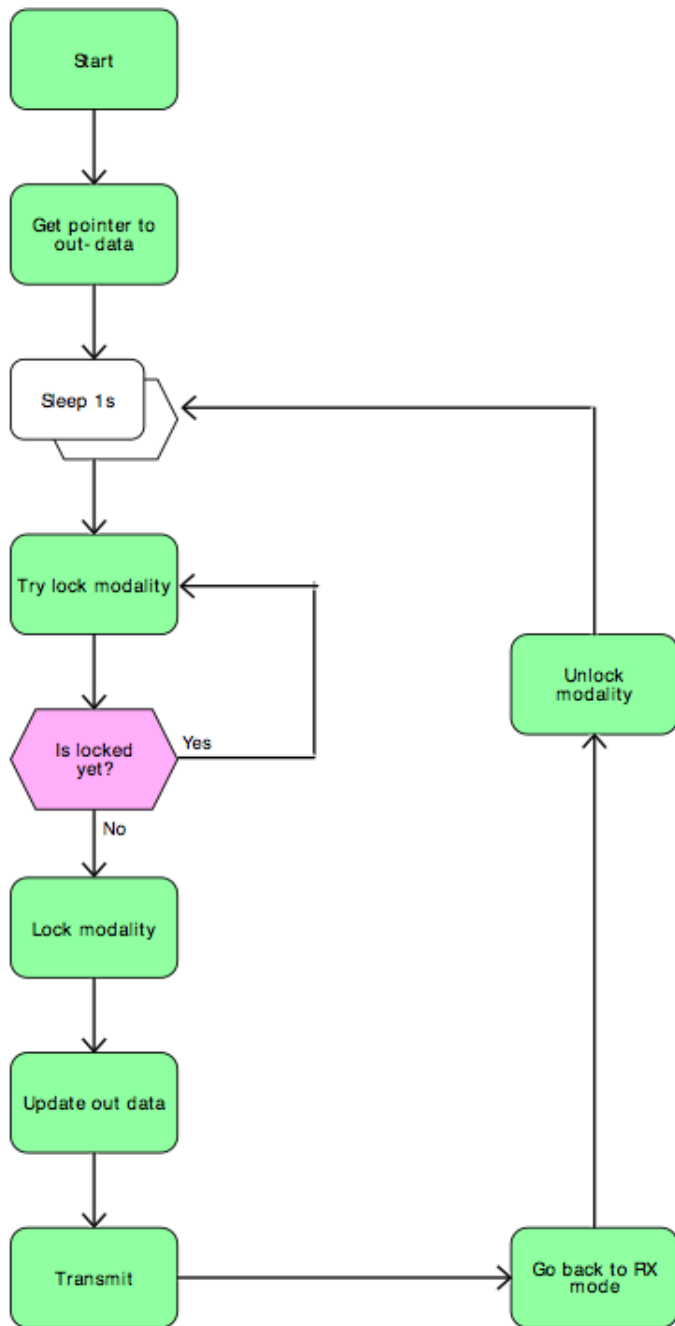 Start
Get pointer to
out- data
Sleep 1s
Try lock modality
Is locked
yet?
Yes
No
Lock modality
Update out data
Transmit
Go back to RX
mode
Unlock
modality